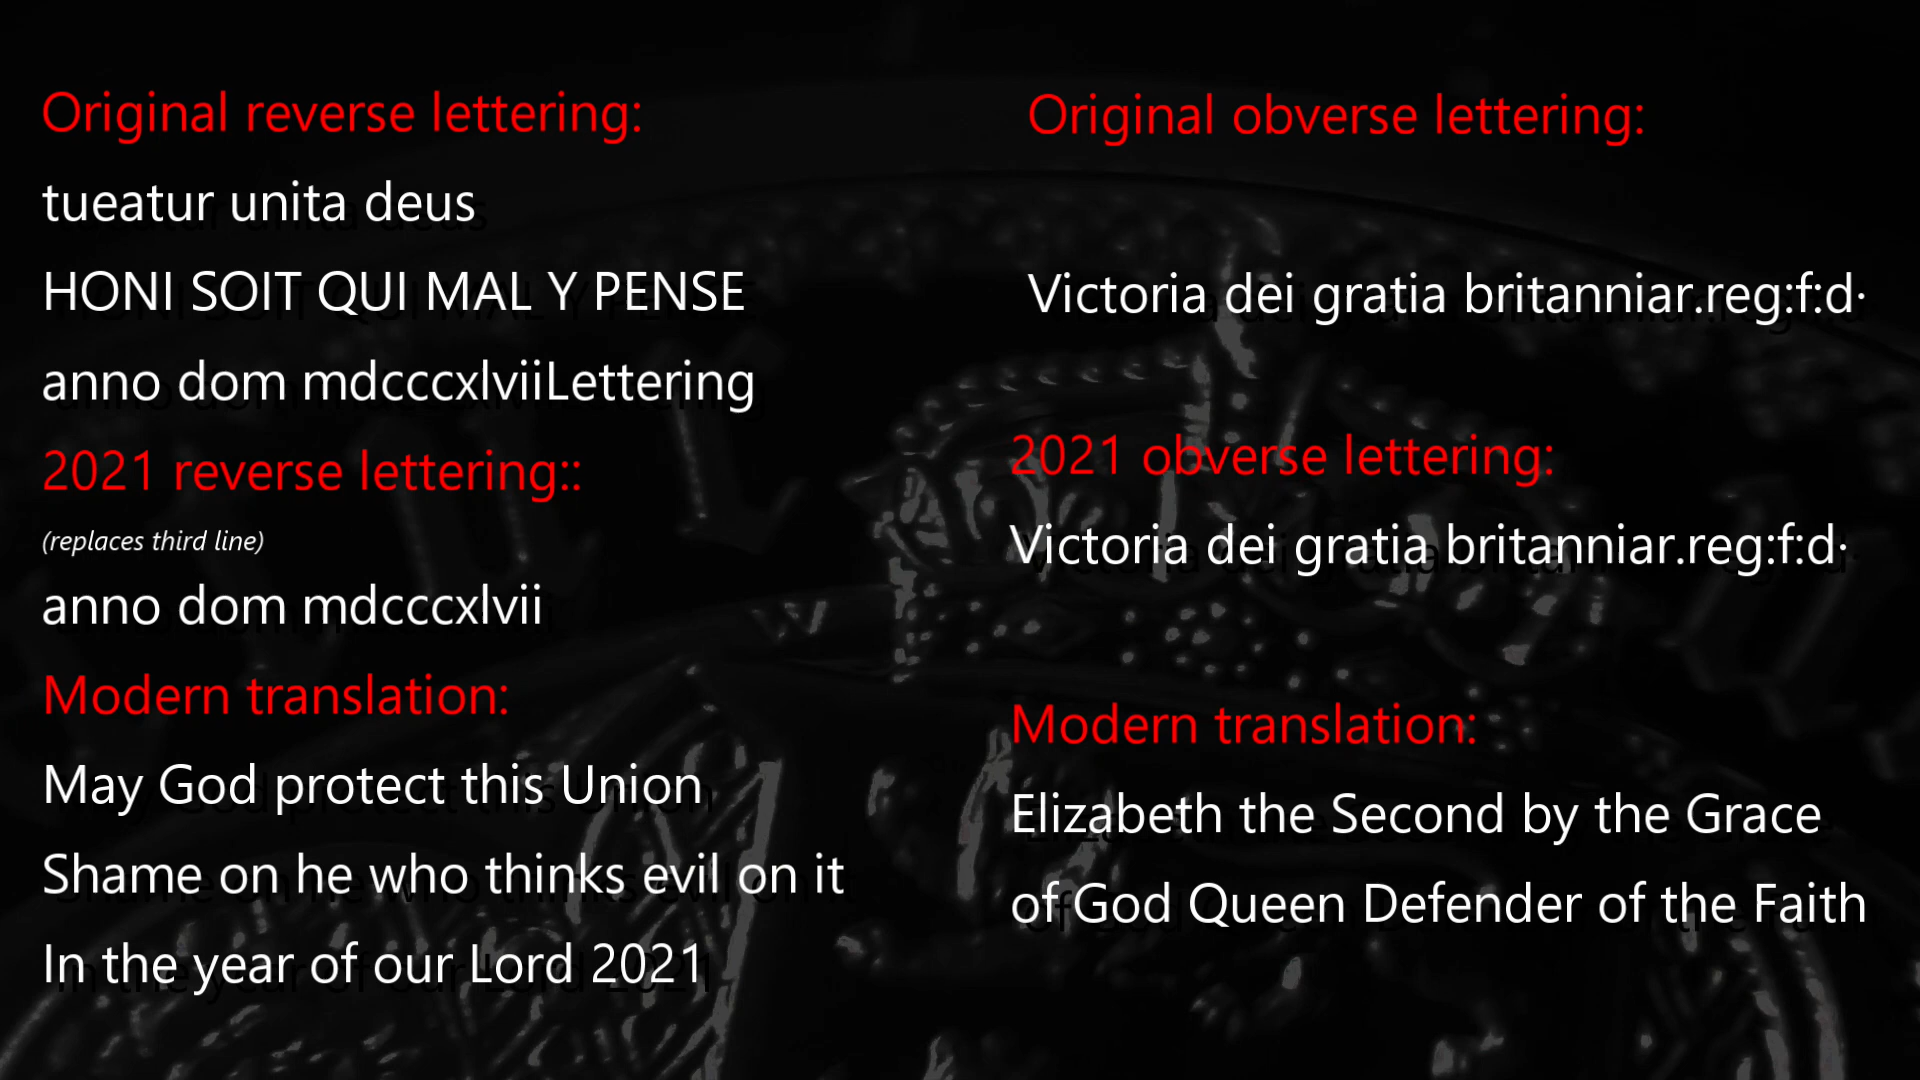 Original reverse lettering:
tueatur unita deus
HONI SOIT QUI MAL Y PENSE
anno dom mdcccxlviiLettering
2021 reverse lettering::
(replaces third line)
anno dom mdcccxlvii
Modern translation:
May God protect this Union
Shame on he who thinks evil on it
In the year of our Lord 2021
Original obverse lettering:
Victoria dei gratia britanniar.reg:f:d·
2021 obverse lettering:
Victoria dei gratia britanniar.reg:f:d·
Modern translation:
Elizabeth the Second by the Grace
of God Queen Defender of the Faith